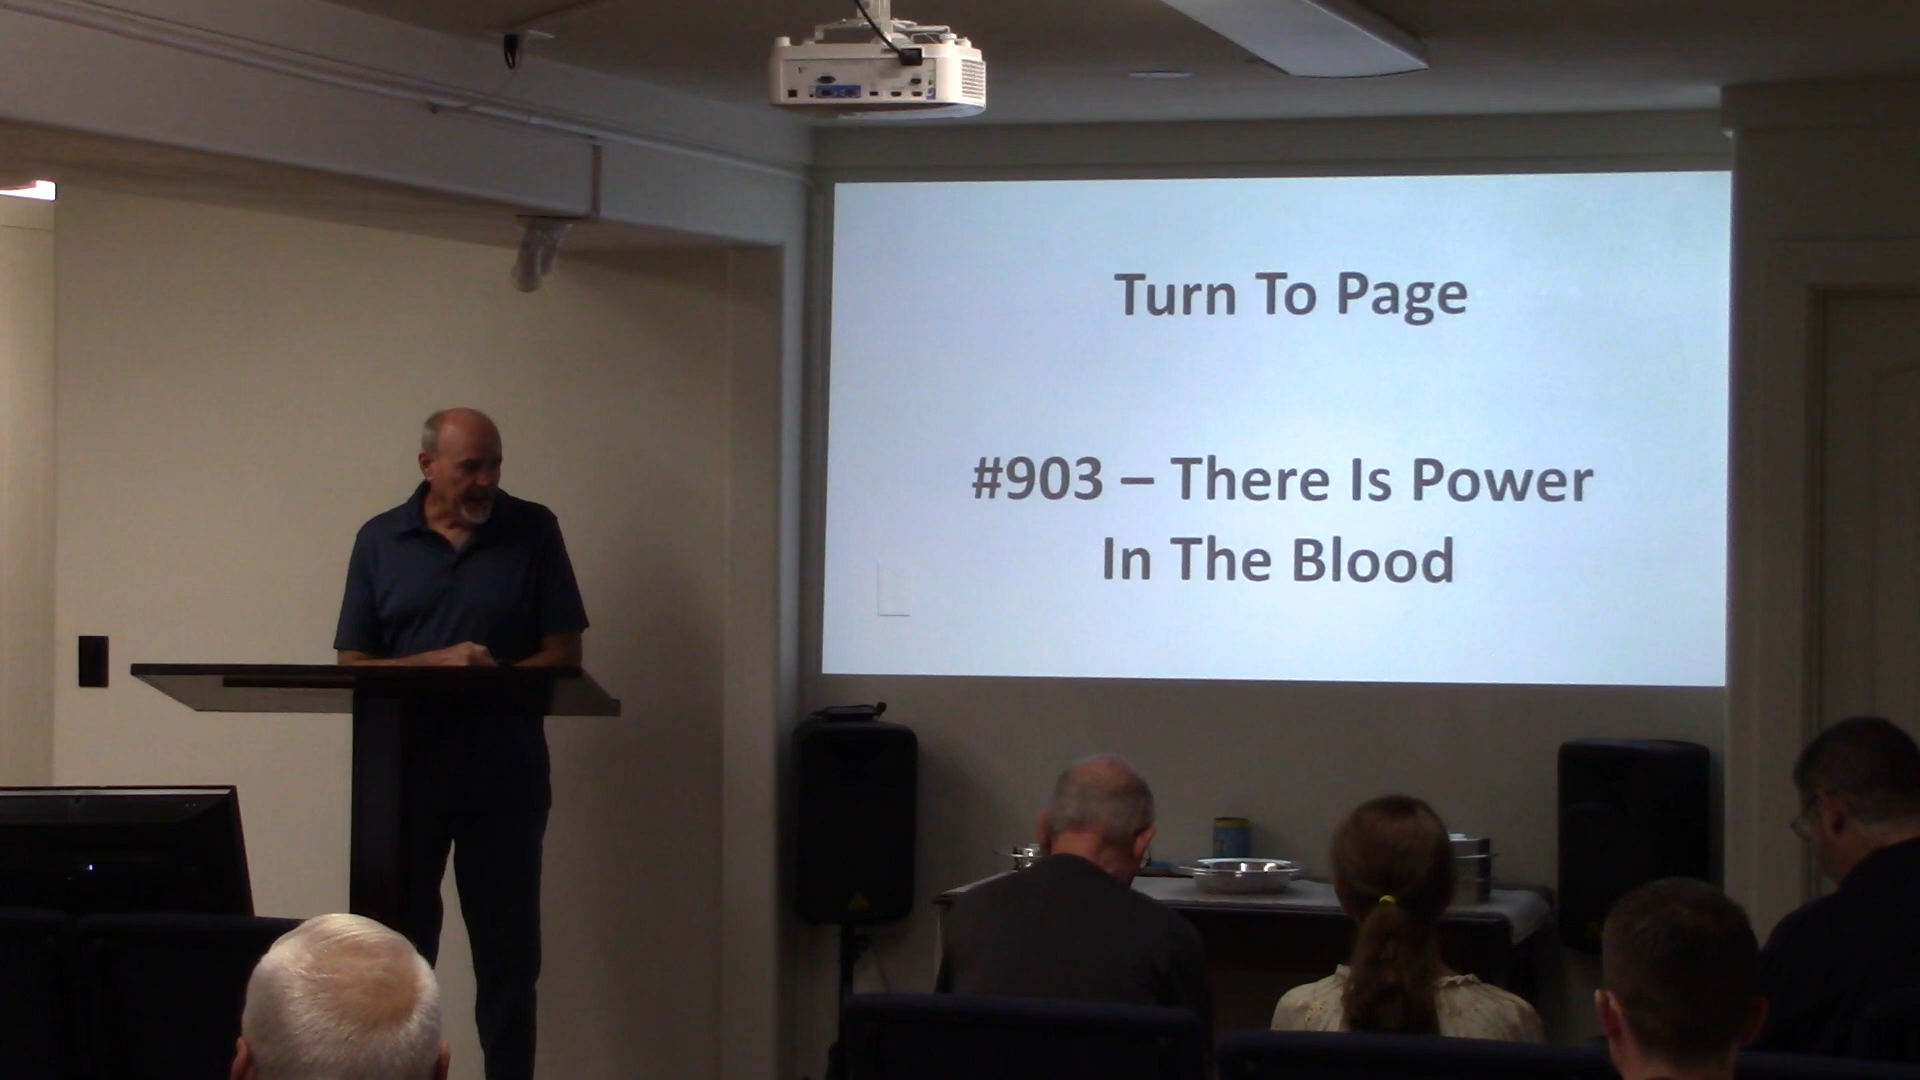 Turn To Page
#903 – There Is Power
In The Blood